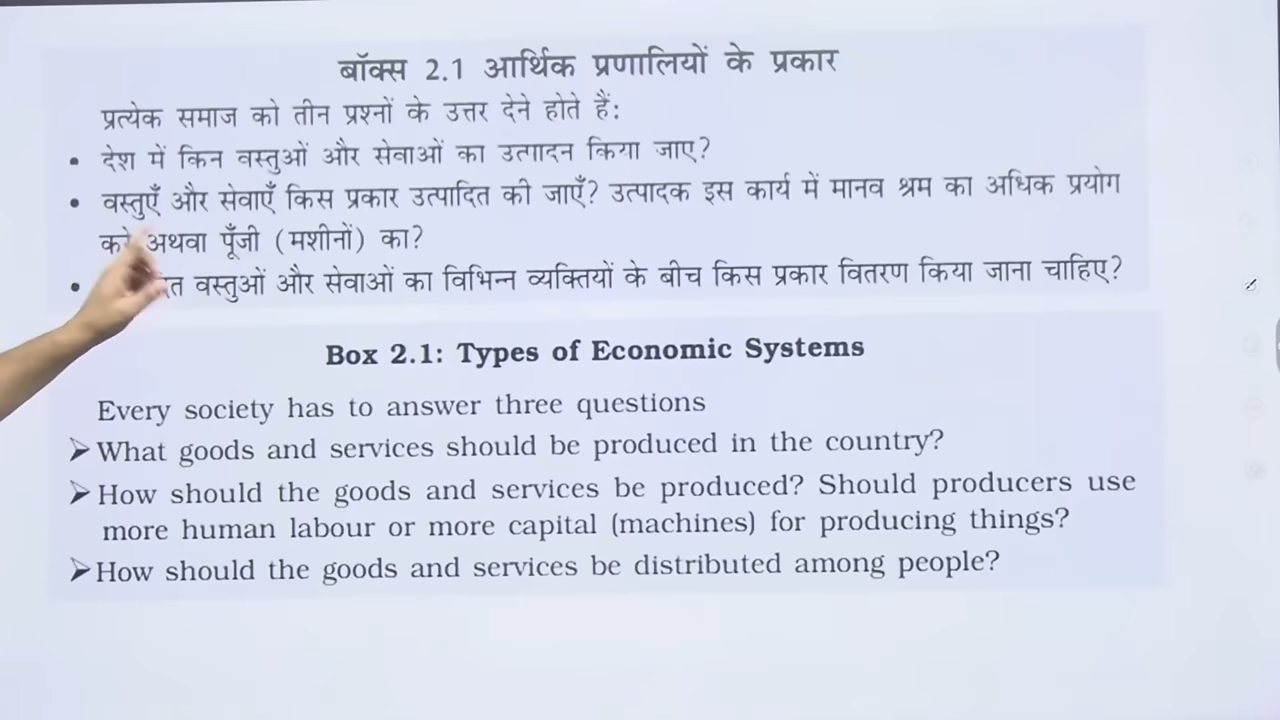 बॉक्स 2.1 आर्थिक प्रणालियों के प्रकार
प्रत्येक समाज को तीन प्रश्नों के उत्तर देने होते हैं:
• देश में किन वस्तुओं और सेवाओं का उत्पादन किया जाए?
• वस्तुएँ और सेवाएँ किस प्रकार उत्पादित की जाएँ? उत्पादक इस कार्य में मानव श्रम का अधिक प्रयोग
अथवा पूँजी (मशीनों) का?
• वस्तुओं और सेवाओं का विभिन्न व्यक्तियों के बीच किस प्रकार वितरण किया जाना चाहिए?
Box 2.1: Types of Economic Systems
Every society has to answer three questions
➢ What goods and services should be produced in the country?
➢ How should the goods and services be produced? Should producers use
more human labour or more capital (machines) for producing things?
➢ How should the goods and services be distributed among people?